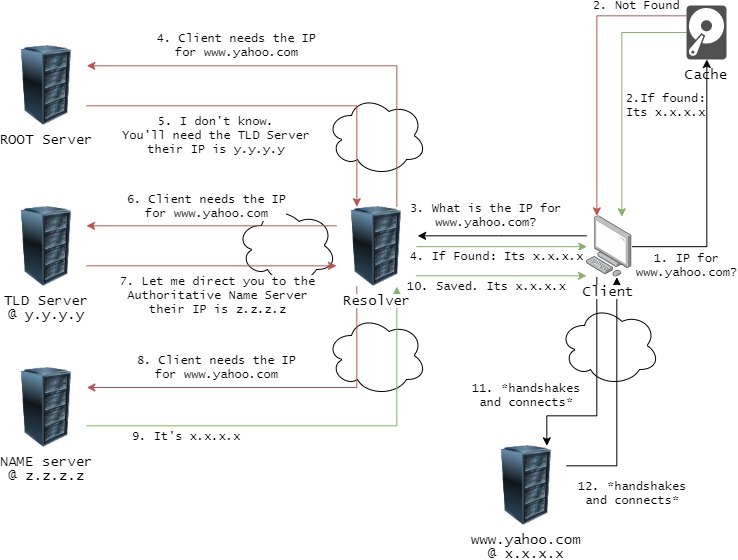 2. Not Found
Cache
2.If found:
Its x.x.x.x
4. Client needs the IP
for www.yahoo.com
ROOT Server
5. I don't know.
You'll need the TLD Server
their IP is y.y.y.y
6. Client needs the IP
for www.yahoo.com
3. What is the IP for
www.yahoo.com?
4. If Found: Its x.x.x.x
1. IP for
www.yahoo.com?
7. Let me direct you to the
Authoritative Name Server
their IP is z.z.z.z
TLD Server
@ y.y.y.y
Resolver
10. Saved. Its x.x.x.x
Client
8. Client needs the IP
for www.yahoo.com
11. *handshakes
and connects*
9. It's x.x.x.x
NAME server
@ z.z.z.z
12. *handshakes
and connects*
www.yahoo.com
@ x.x.x.x